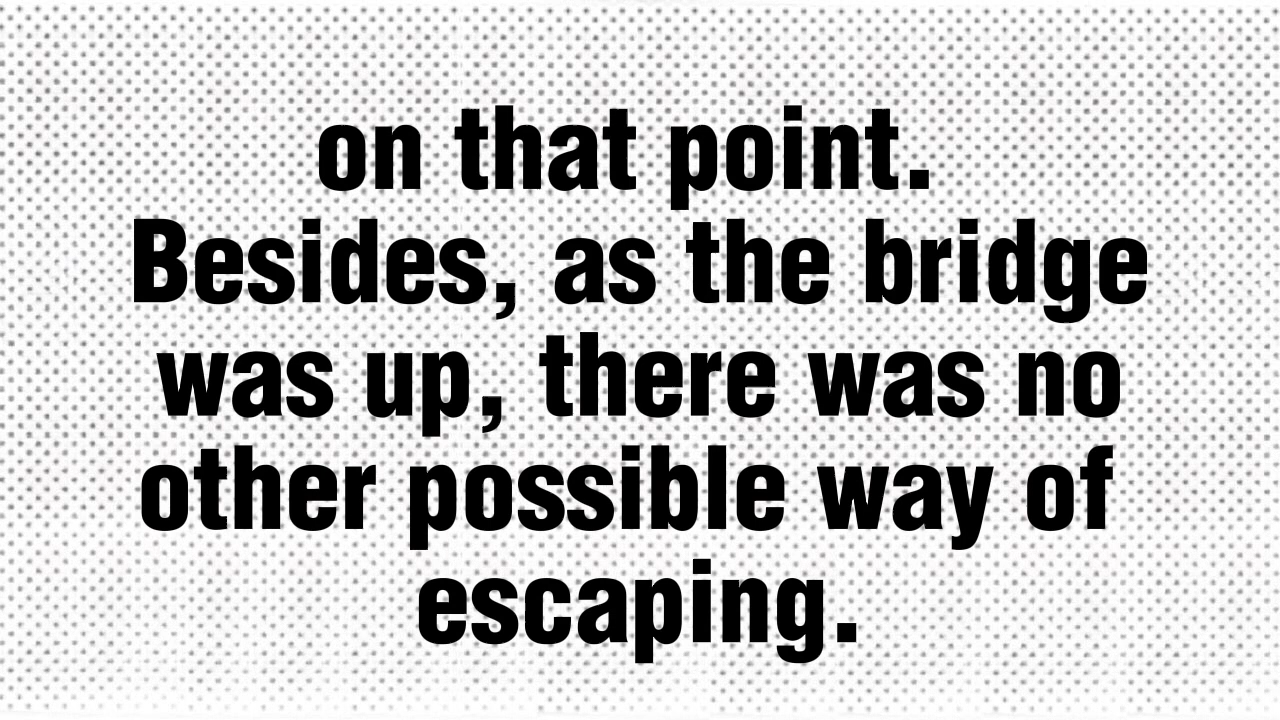 on that point.
Besides, as the bridge
was up, there was no
other possible way of
escaping.